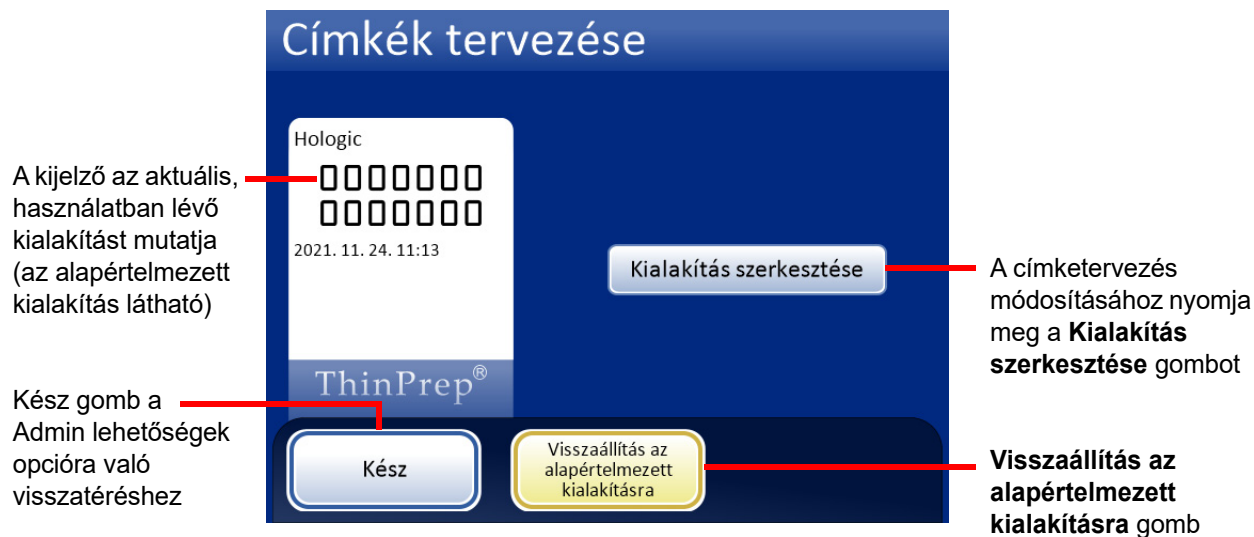 Címkék tervezése
A kijelző az aktuális,
használatban lévő
kialakítást mutatja
(az alapértelmezett
kialakítás látható)
Hologic
0000000
0000000
2021. 11. 24. 11:13
ThinPrep®
Kialakítás szerkesztése
A címketervezés
módosításához nyomja
meg a Kialakítás
szerkesztése gombot
Kész gomb a
Admin lehetőségek
opcióra való
visszatéréshez
Kész
Visszaállítás az
alapértelmezett
kialakításra
Visszaállítás az
alapértelmezett
kialakításra gomb